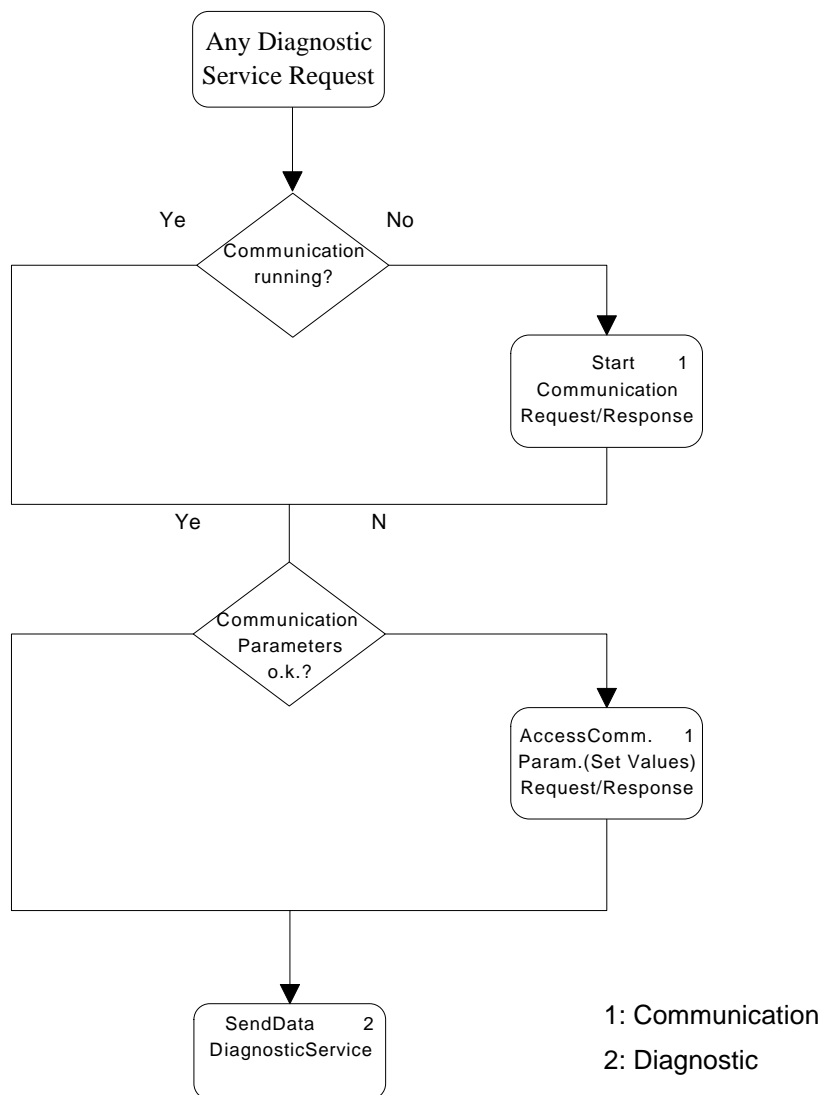 Any Diagnostic
Service Request
Ye
No
Communication
running?
Start 1
Communication
Request/Response
Ye
N
Communication
Parameters
o.k.?
AccessComm. 1
Param.(Set Values)
Request/Response
SendData 2
DiagnosticService
1: Communication
2: Diagnostic